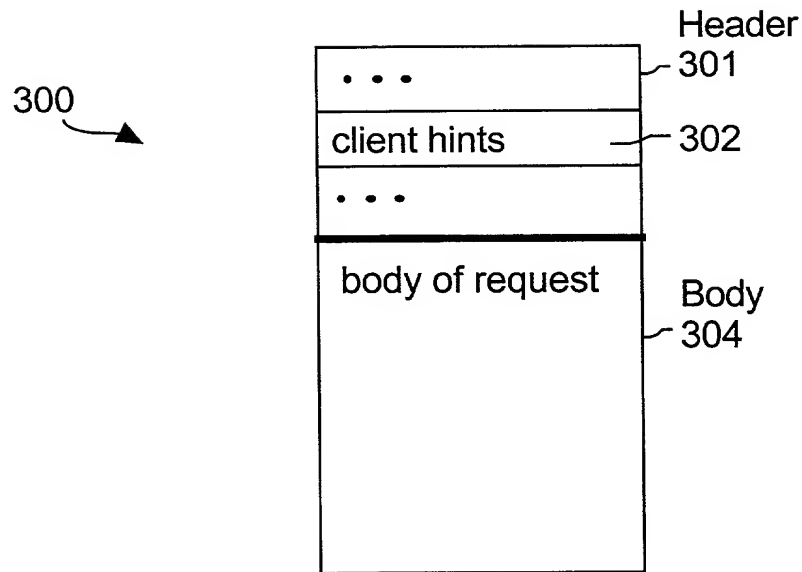 Header
301
• • •
300
client hints
302
• • •
body of request
Body
304